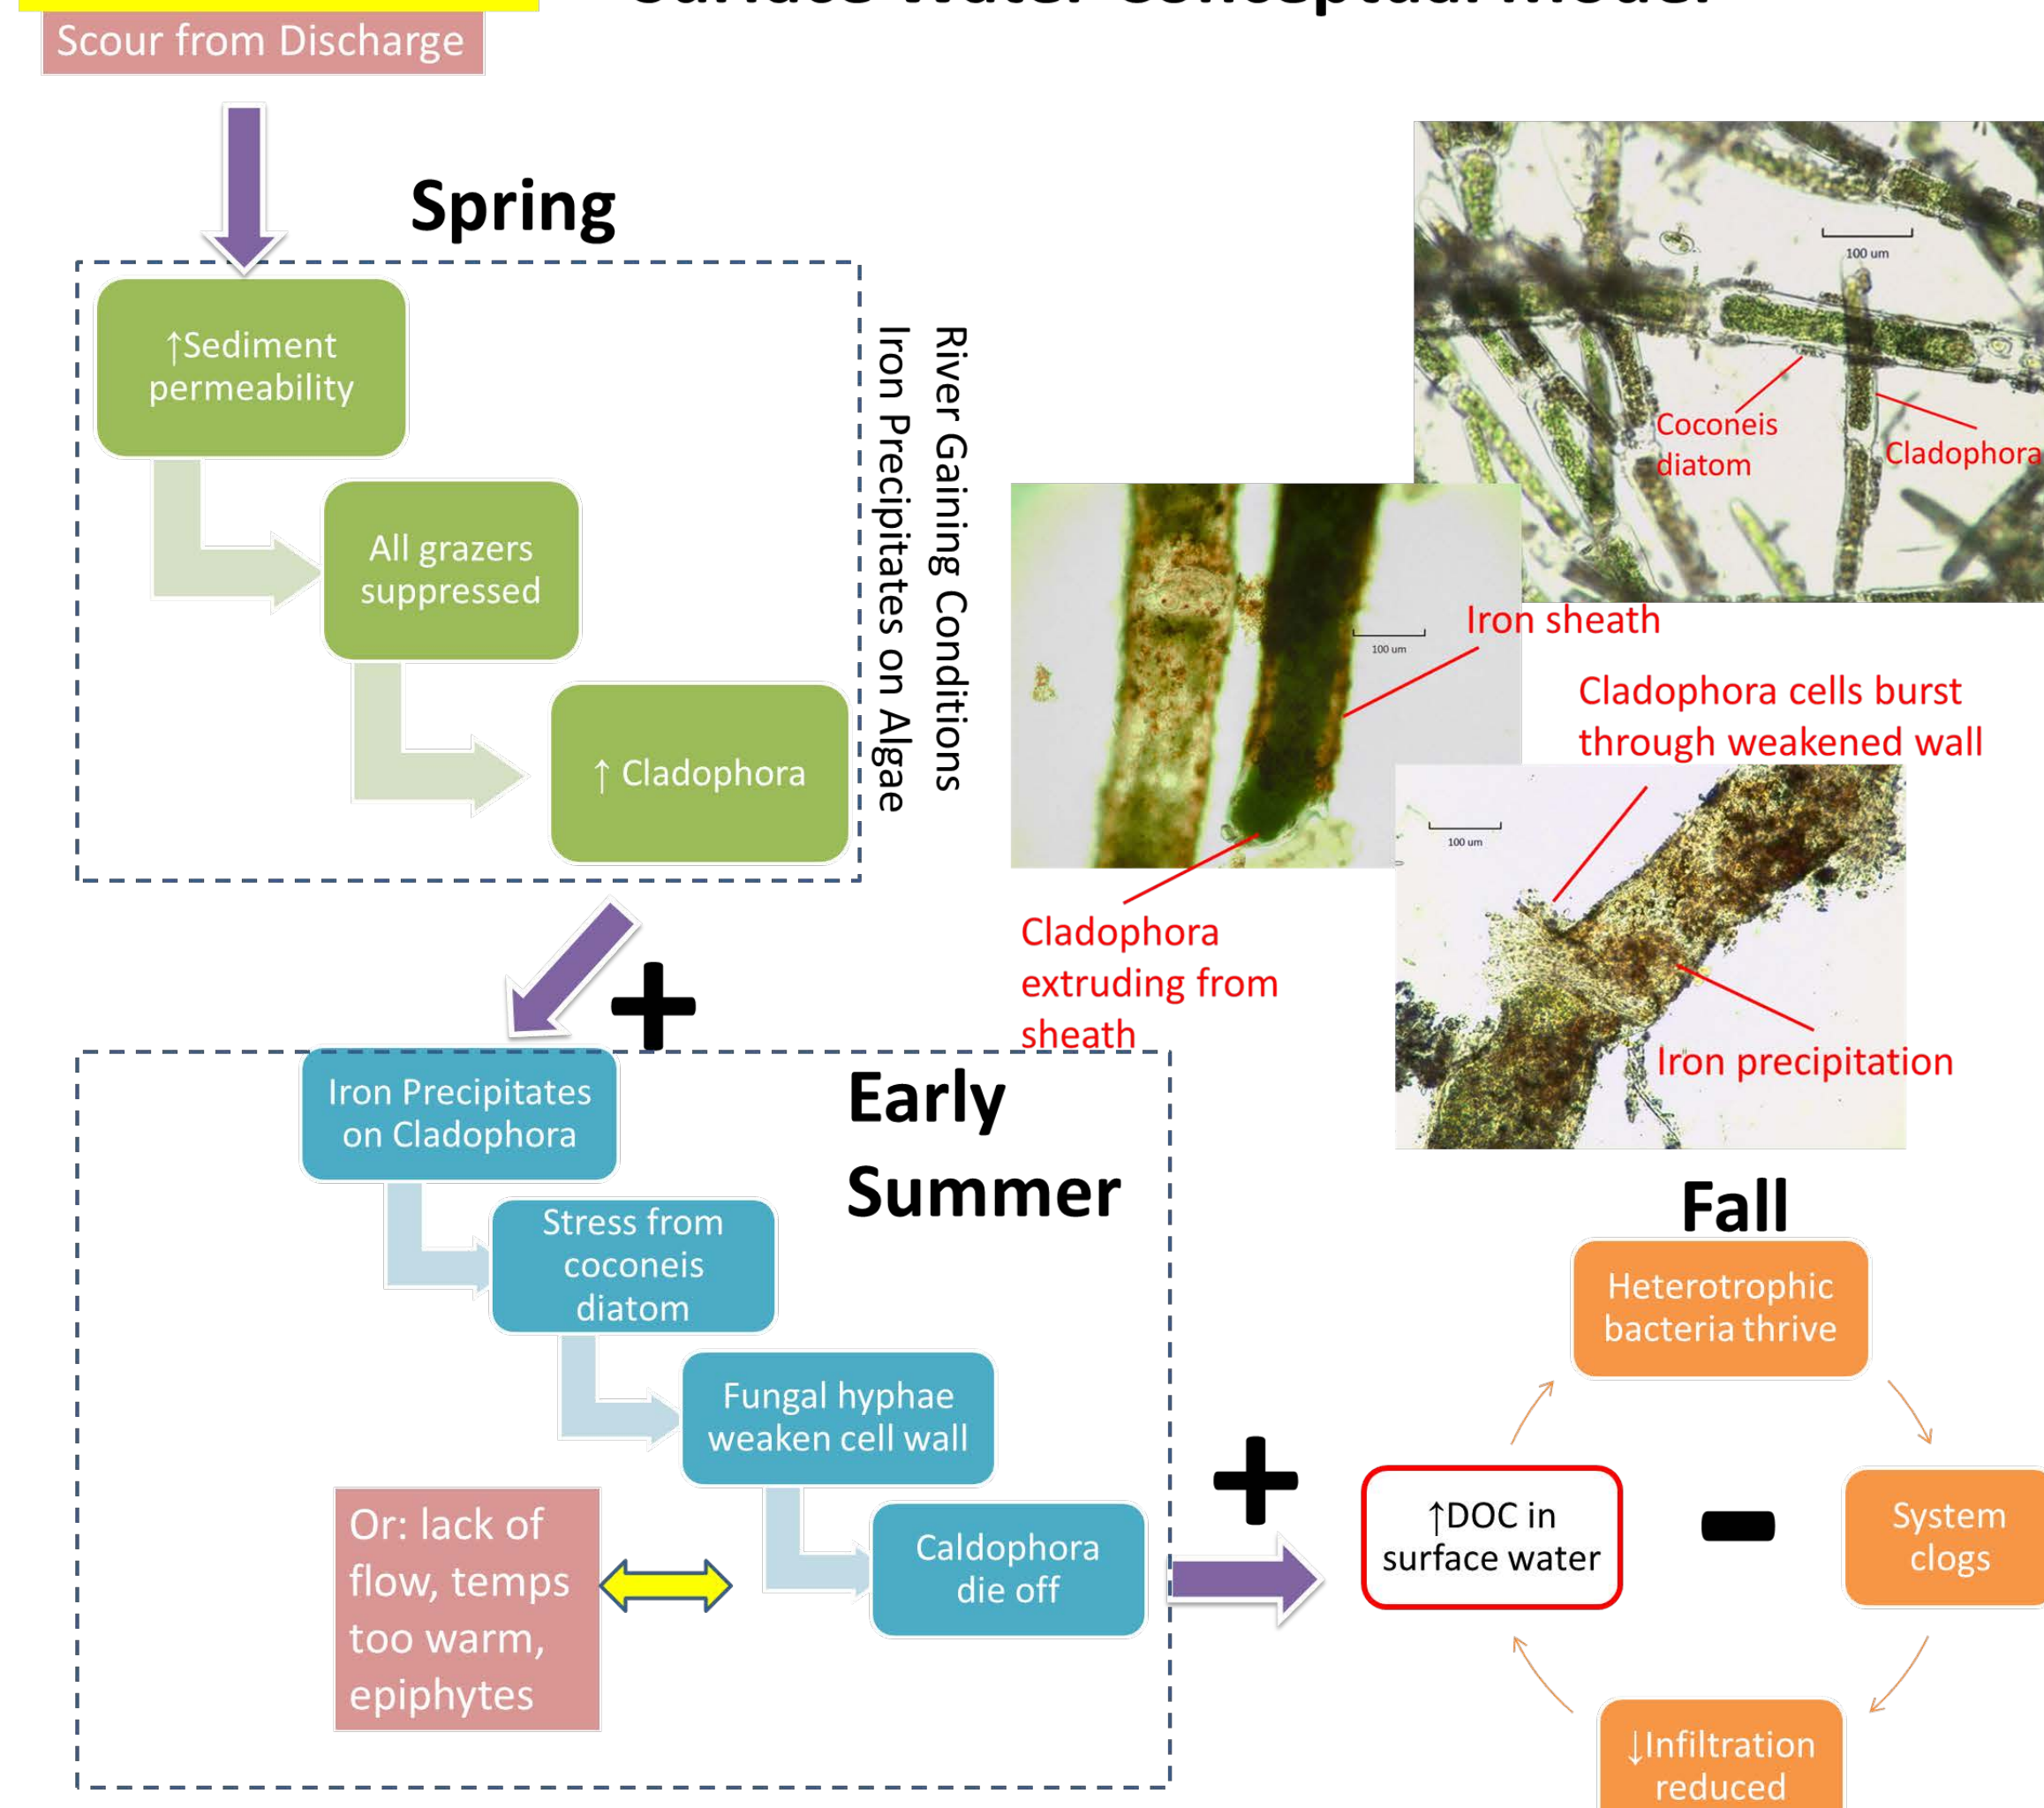 Surface Water Conceptual Model
Scour from Discharge
Spring
↑Sediment
permeability
All grazers
suppressed
↑ Cladophora
River Gaining Conditions
Iron Precipitates on Algae
100 um
Coconeis
diatom
Cladophora
100 um
Iron sheath
Cladophora
extruding from
sheath
Cladophora cells burst
through weakened wall
100 um
Iron precipitation
+
Early
Summer
Iron Precipitates
on Cladophora
Stress from
coconeis
diatom
Fungal hyphae
weaken cell wall
Caldophora
die off
Or: lack of
flow, temps
too warm,
epiphytes
+
Fall
Heterotrophic
bacteria thrive
↑DOC in
surface water
-
System
clogs
↓Infiltration
reduced